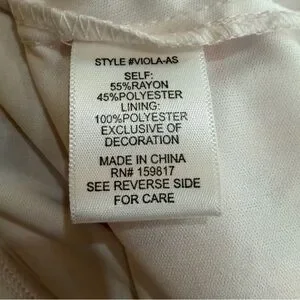 STYLE #VIOLA-AS
SELF:
55%RAYON
45%POLYESTER
LINING:
100%POLYESTER
EXCLUSIVE OF
DECORATION
MADE IN CHINA
RN# 159817
SEE REVERSE SIDE
FOR CARE